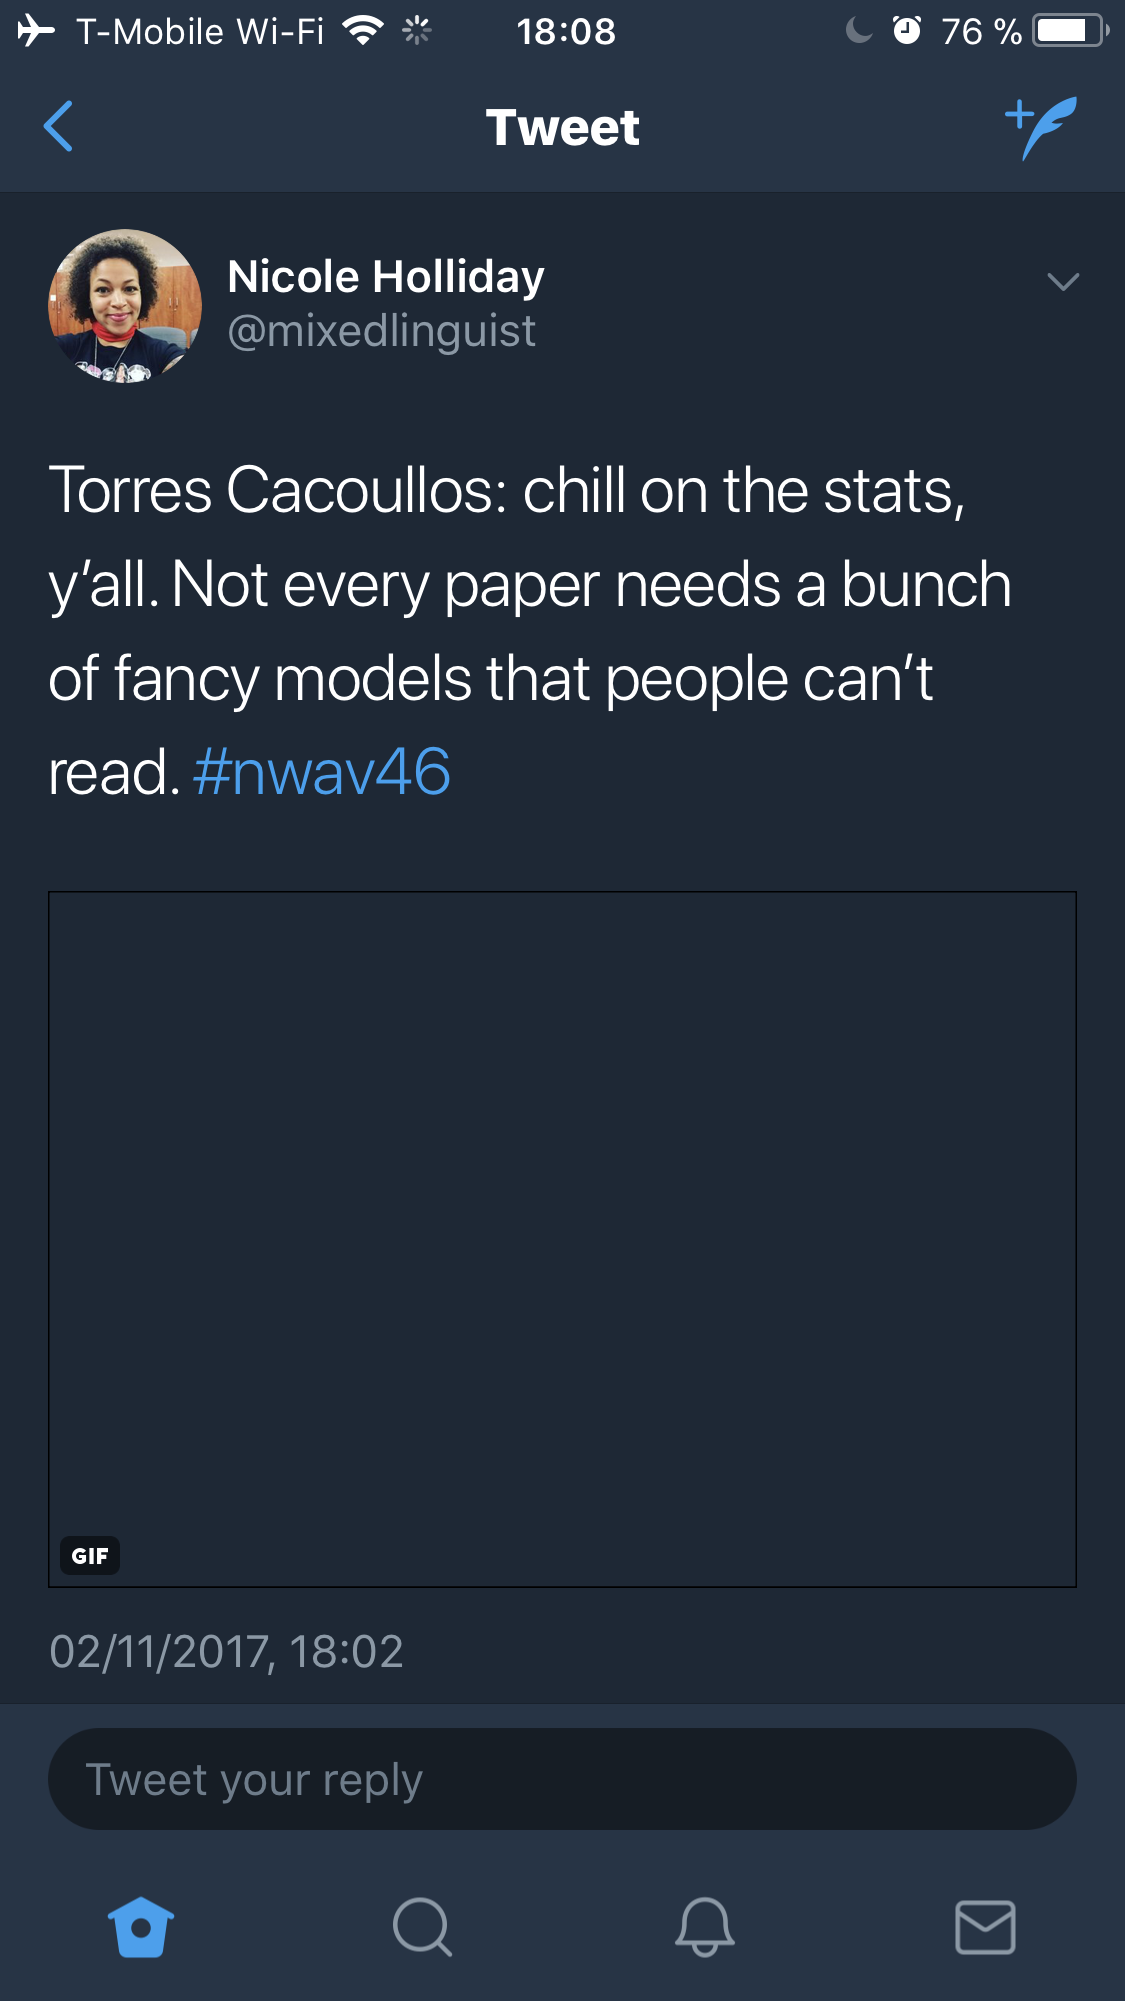 T-Mobile Wi-Fi 18:08 76 %
Tweet
Nicole Holliday
@mixedlinguist
Torres Cacoullos: chill on the stats,
y’all. Not every paper needs a bunch
of fancy models that people can’t
read. #nwav46
GIF
02/11/2017, 18:02
Tweet your reply